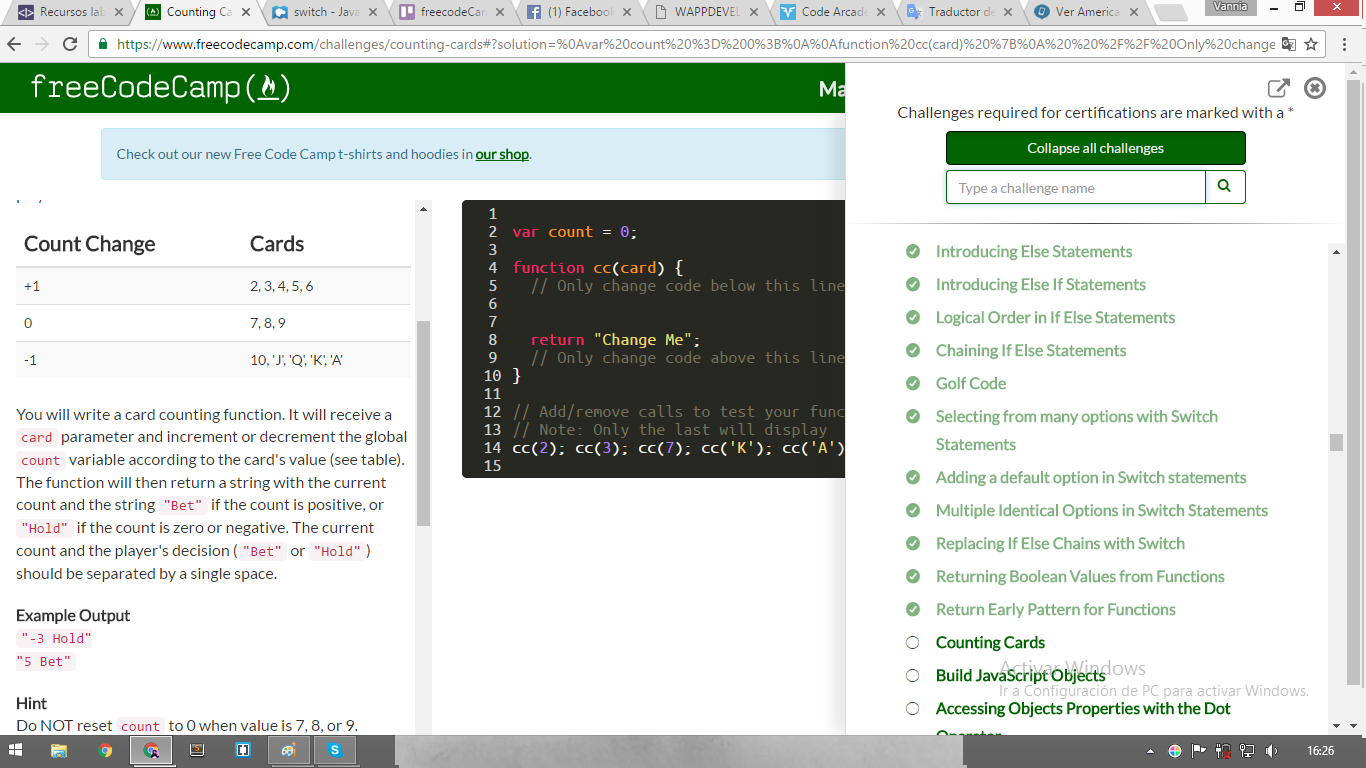 Recursos lab
Counting Ca
switch - Java
freecodeCam
(1) Facebook
WAPPDEVEL
Code Arcade
Traductor de
Ver America
Vannia
https://www.freecodecamp.com/challenges/counting-cards#?solution=%0Avar%20count%20%3D%200%3B%0A%0Afunction%20cc(card)%20%7B%0A%20%20%2F%2F%20Only%20change
freeCodeCamp(
)
Ma
Check out our new Free Code Camp t-shirts and hoodies in our shop.
Count Change Cards
+1 2, 3, 4, 5, 6
0 7, 8, 9
-1 10, 'J', 'Q', 'K', 'A'
You will write a card counting function. It will receive a
card parameter and increment or decrement the global
count variable according to the card's value (see table).
The function will then return a string with the current
count and the string "Bet" if the count is positive, or
"Hold" if the count is zero or negative. The current
count and the player's decision ( "Bet" or "Hold" )
should be separated by a single space.
Example Output
"-3 Hold"
"5 Bet"
Hint
Do NOT reset count to 0 when value is 7, 8, or 9.
1
2 var count = 0;
3
4 function cc(card) {
5 // Only change code below this line
6
7
8 return "Change Me";
9 // Only change code above this line
10 }
11
12 // Add/remove calls to test your func
13 // Note: Only the last will display
14 cc(2); cc(3); cc(7); cc('K'); cc('A')
15
Challenges required for certifications are marked with a *
Collapse all challenges
Type a challenge name
Introducing Else Statements
Introducing Else If Statements
Logical Order in If Else Statements
Chaining If Else Statements
Golf Code
Selecting from many options with Switch
Statements
Adding a default option in Switch statements
Multiple Identical Options in Switch Statements
Replacing If Else Chains with Switch
Returning Boolean Values from Functions
Return Early Pattern for Functions
Counting Cards
Build JavaScript Objects
Accessing Objects Properties with the Dot
Operator
Activar Windows
Ir a Configuración de PC para activar Windows.
16:26